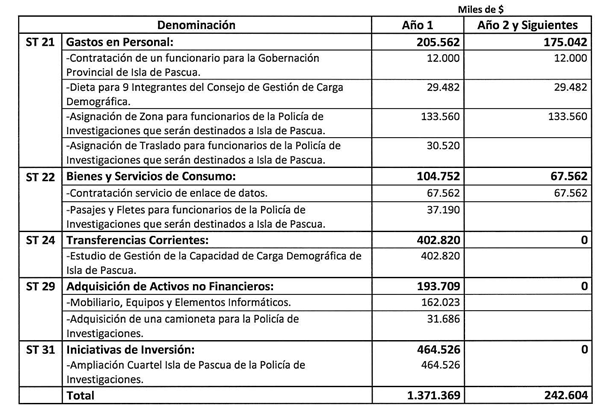 Miles de $
Denominación Año 1 Año 2 y Siguientes
ST 21 Gastos en Personal: 205.562 175.042
-Contratación de un funcionario para la Gobernación 12.000 12.000
Provincial de Isla de Pascua.
-Dieta para 9 Integrantes del Consejo de Gestión de Carga 29.482 29.482
Demográfica.
-Asignación de Zona para funcionarios de la Policía de 133.560 133.560
Investigaciones que serán destinados a Isla de Pascua.
-Asignación de Traslado para funcionarios de la Policía de 30.520
Investigaciones que serán destinados a Isla de Pascua.
ST 22 Bienes y Servicios de Consumo: 104.752 67.562
-Contratación servicio de enlace de datos. 67.562 67.562
-Pasajes y Fletes para funcionarios de la Policía de 37.190
Investigaciones que serán destinados a Isla de Pascua.
ST 24 Transferencias Corrientes: 402.820 0
-Estudio de Gestión de la Capacidad de Carga Demográfica de 402.820
Isla de Pascua.
ST 29 Adquisición de Activos no Financieros: 193.709 0
-Mobiliario, Equipos y Elementos Informáticos. 162.023
-Adquisición de una camioneta para la Policía de 31.686
Investigaciones.
ST 31 Iniciativas de Inversión: 464.526 0
-Ampliación Cuartel Isla de Pascua de la Policía de 464.526
Investigaciones.
Total 1.371.369 242.604